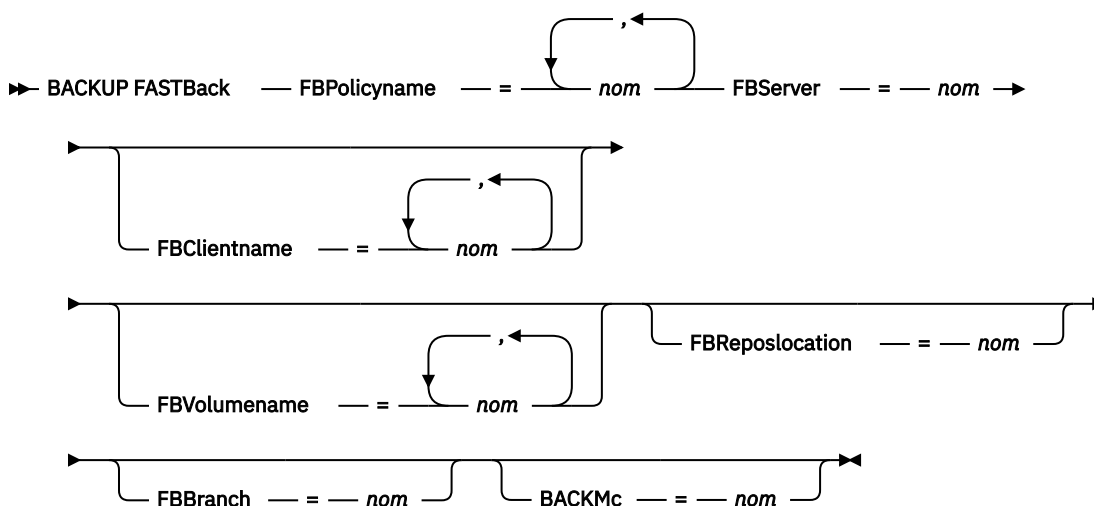 ,
BACKUP FASTBack FBPolicyname = nom FBServer = nom
,
FBClientname = nom
,
FBReposlocation = nom
FBVolumename = nom
FBBranch = nom BACKMc = nom